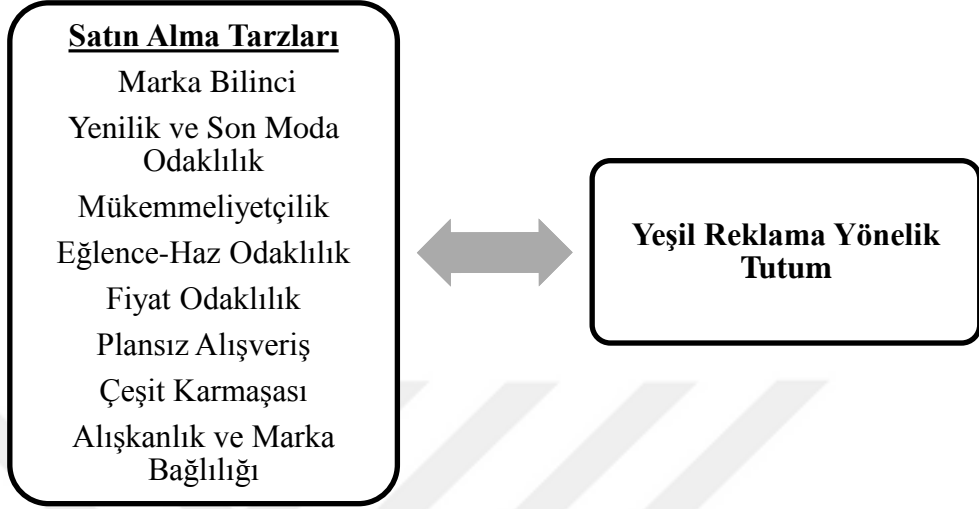 Satın Alma Tarzları
Marka Bilinci
Yenilik ve Son Moda
Odaklılık
Mükemmeliyetçilik
Eğlence-Haz Odaklılık
Fiyat Odaklılık
Plansız Alışveriş
Çeşit Karmaşası
Alışkanlık ve Marka
Bağlılığı
Yeşil Reklama Yönelik
Tutum